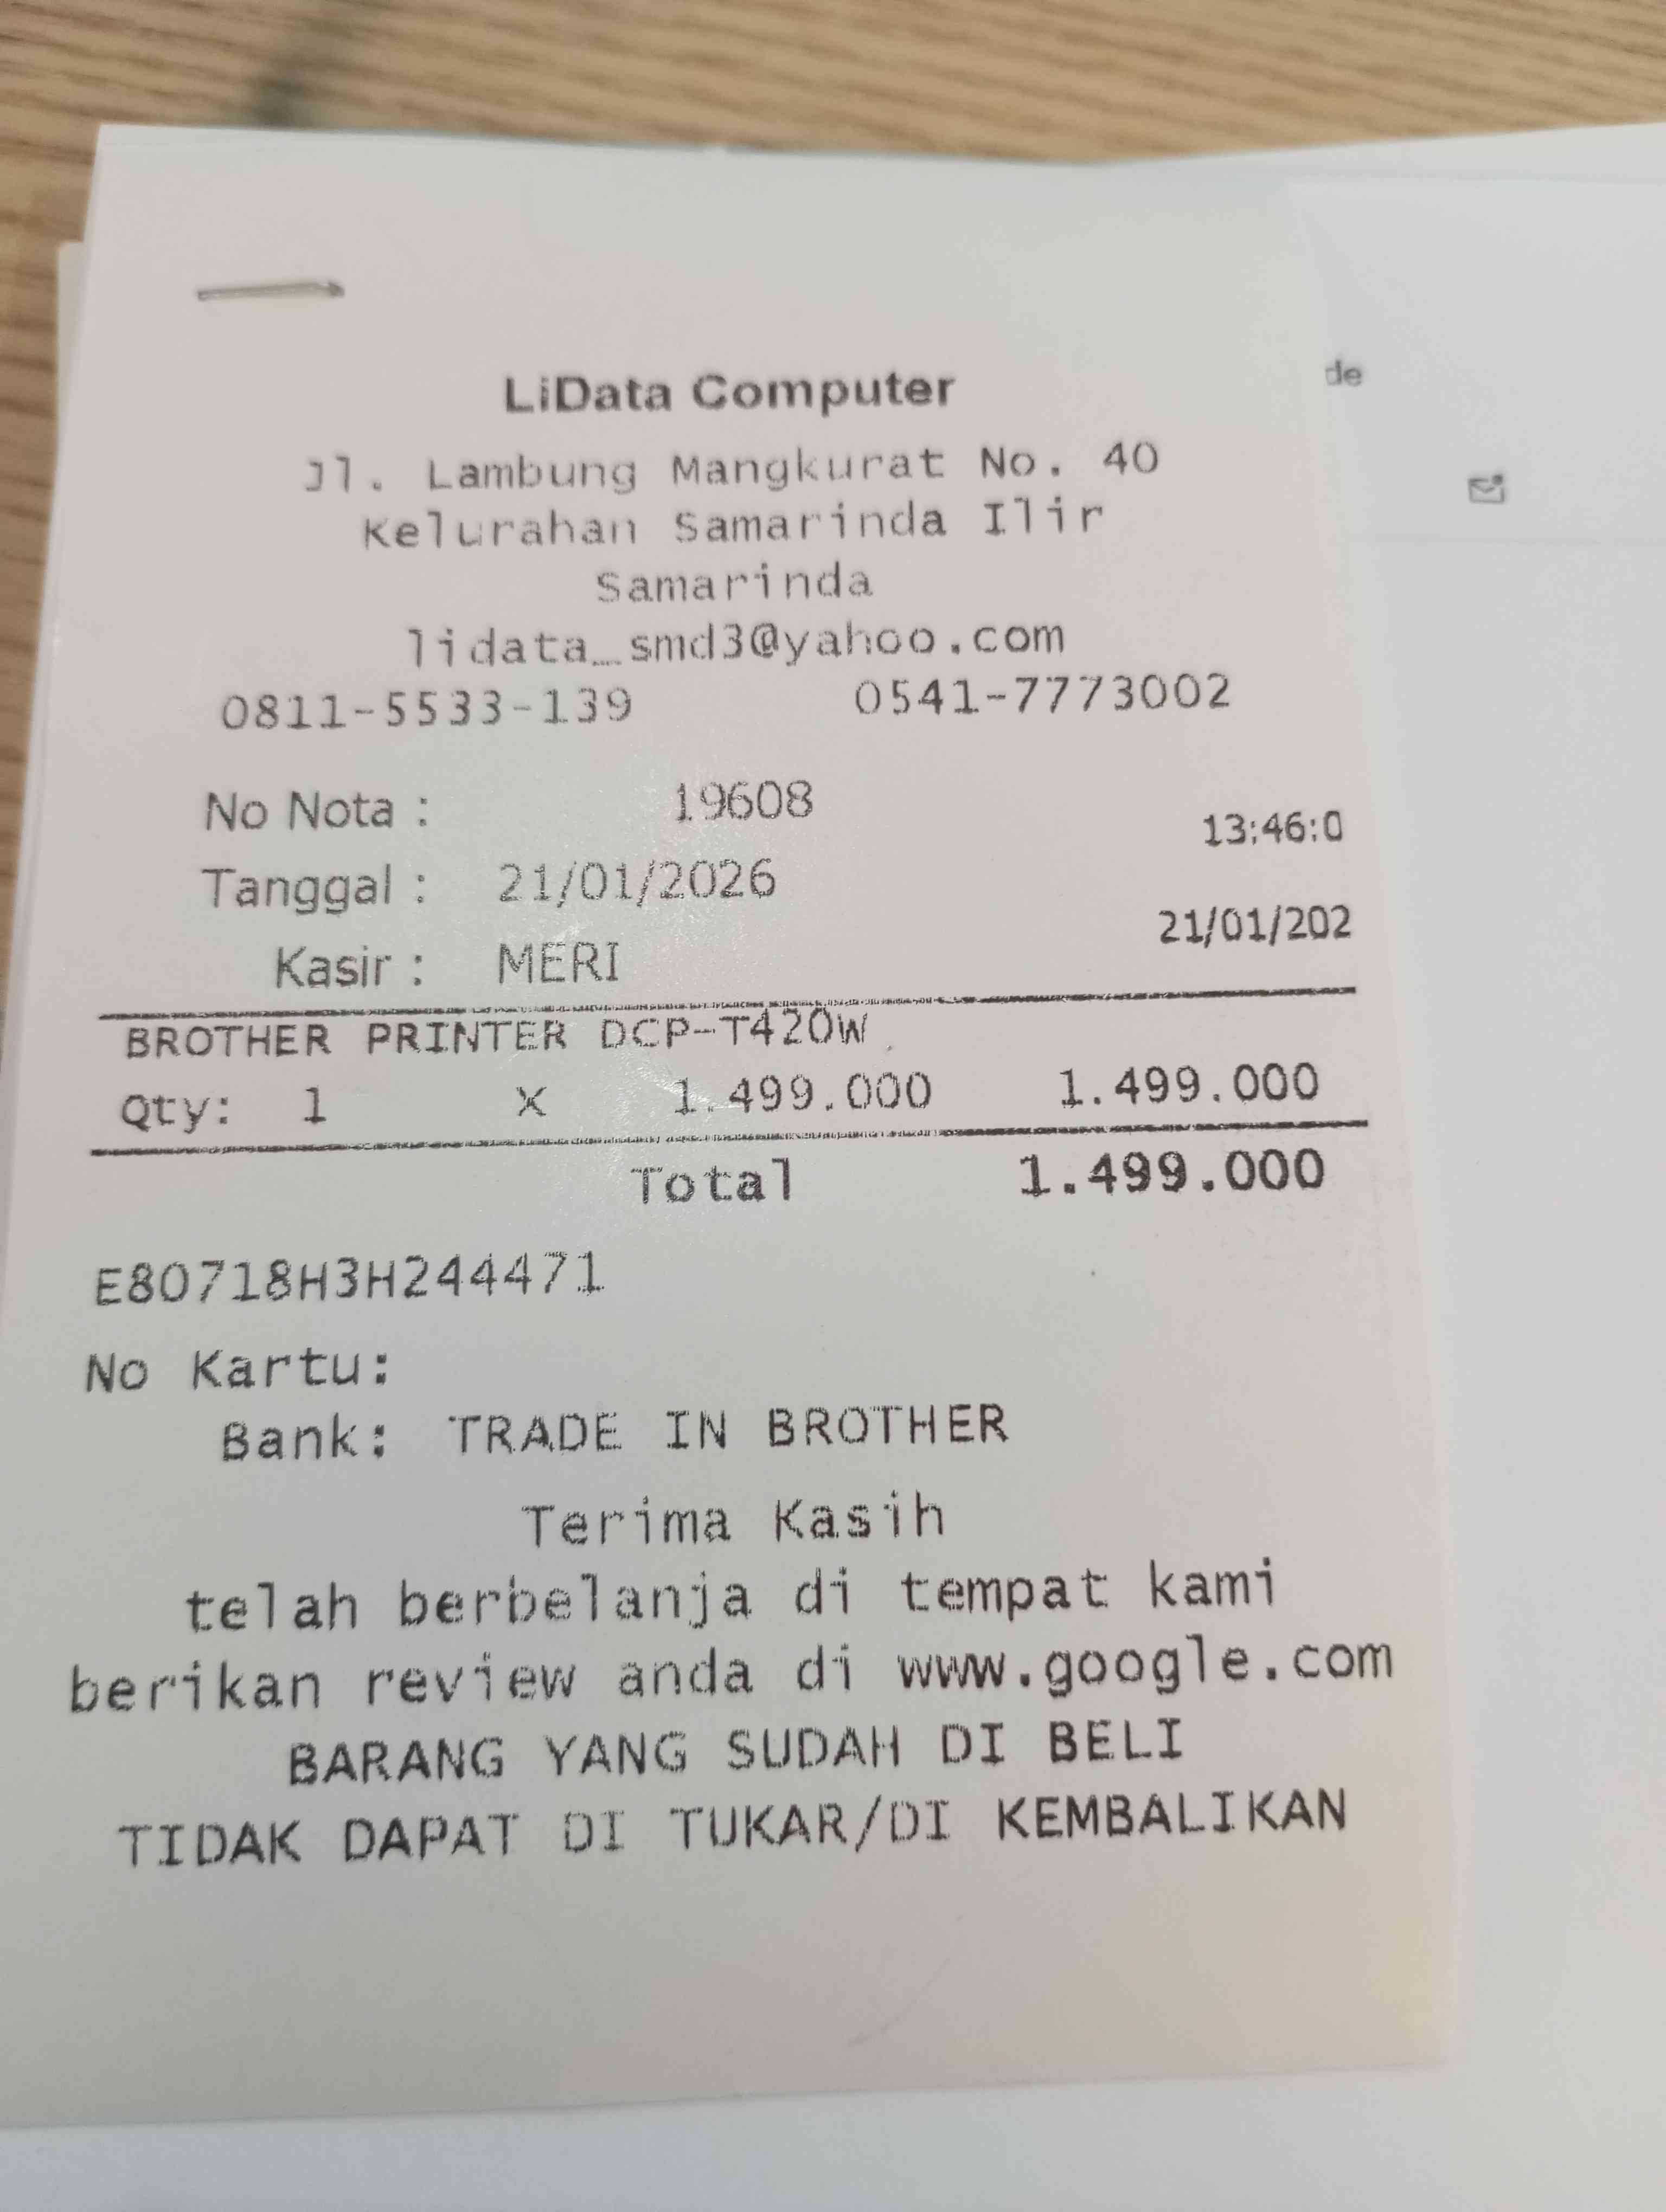 LiData Computer
de
Jl. Lambung Mangkurat No. 40
Kelurahan Samarinda Ilir
Samarinda
lidata_smd3@yahoo.com
0811-5533-139 0541-7773002
No Nota : 19608 13:46:0
Tanggal : 21/01/2026
21/01/202
Kasir : MERI
BROTHER PRINTER DCP-T420W
Qty: 1 X 1.499.000 1.499.000
Total 1.499.000
E80718H3H244471
No Kartu:
Bank: TRADE IN BROTHER
Terima Kasih
telah berbelanja di tempat kami
berikan review anda di www.google.com
BARANG YANG SUDAH DI BELI
TIDAK DAPAT DI TUKAR/DI KEMBALIKAN